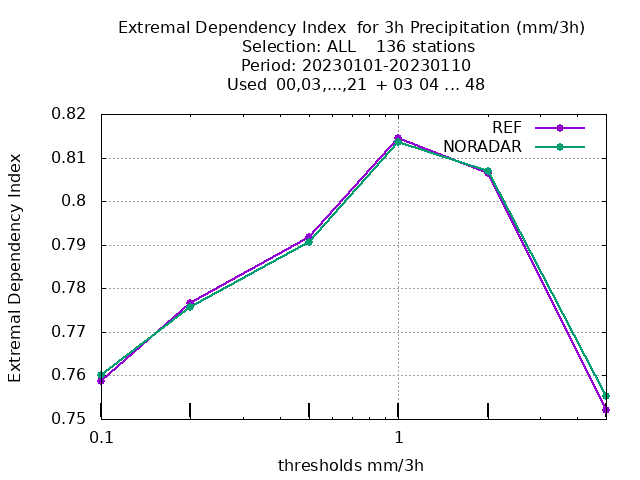 Extremal Dependency Index for 3h Precipitation (mm/3h)
Selection: ALL 136 stations
Period: 20230101-20230110
Used 00,03,...,21 + 03 04 ... 48
REF
NORADAR
Extremal Dependency Index
0.82
0.81
0.8
0.79
0.78
0.77
0.76
0.75
0.1
1
thresholds mm/3h